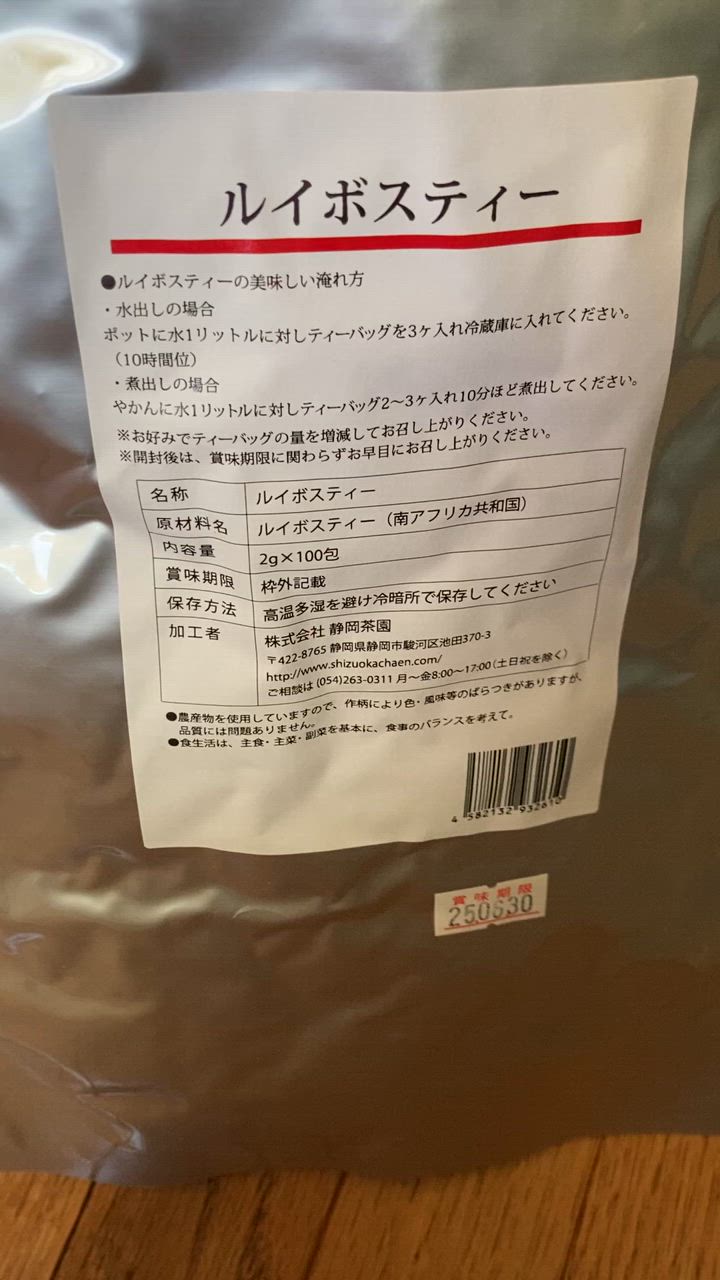 ルイボスティー
●ルイボスティーの美味しい淹れ方
・水出しの場合
ポットに水1リットルに対しティーバッグを3ヶ入れ冷蔵庫に入れてください。
（10時間位）
・煮出しの場合
やかんに水1リットルに対しティーバッグ2〜3ヶ入れ10分ほど煮出してください。
※お好みでティーバッグの量を増減してお召し上がりください。
※開封後は、賞味期限に関わらずお早目にお召し上がりください。
名称 ルイボスティー
原材料名 ルイボスティー（南アフリカ共和国）
内容量 2g×100包
賞味期限 枠外記載
保存方法 高温多湿を避け冷暗所で保存してください
加工者 株式会社 静岡茶園
〒422-8765 静岡県静岡市駿河区池田370-3
http://www.shizuokachaen.com/
ご相談は (054)263-0311 月〜金8:00〜17:00（土日祝を除く）
●農産物を使用していますので、作柄により色・風味等のばらつきがありますが、
品質には問題ありません。
●食生活は、主食・主菜・副菜を基本に、食事のバランスを考えて。
4 582132 932610
賞味期限
250630